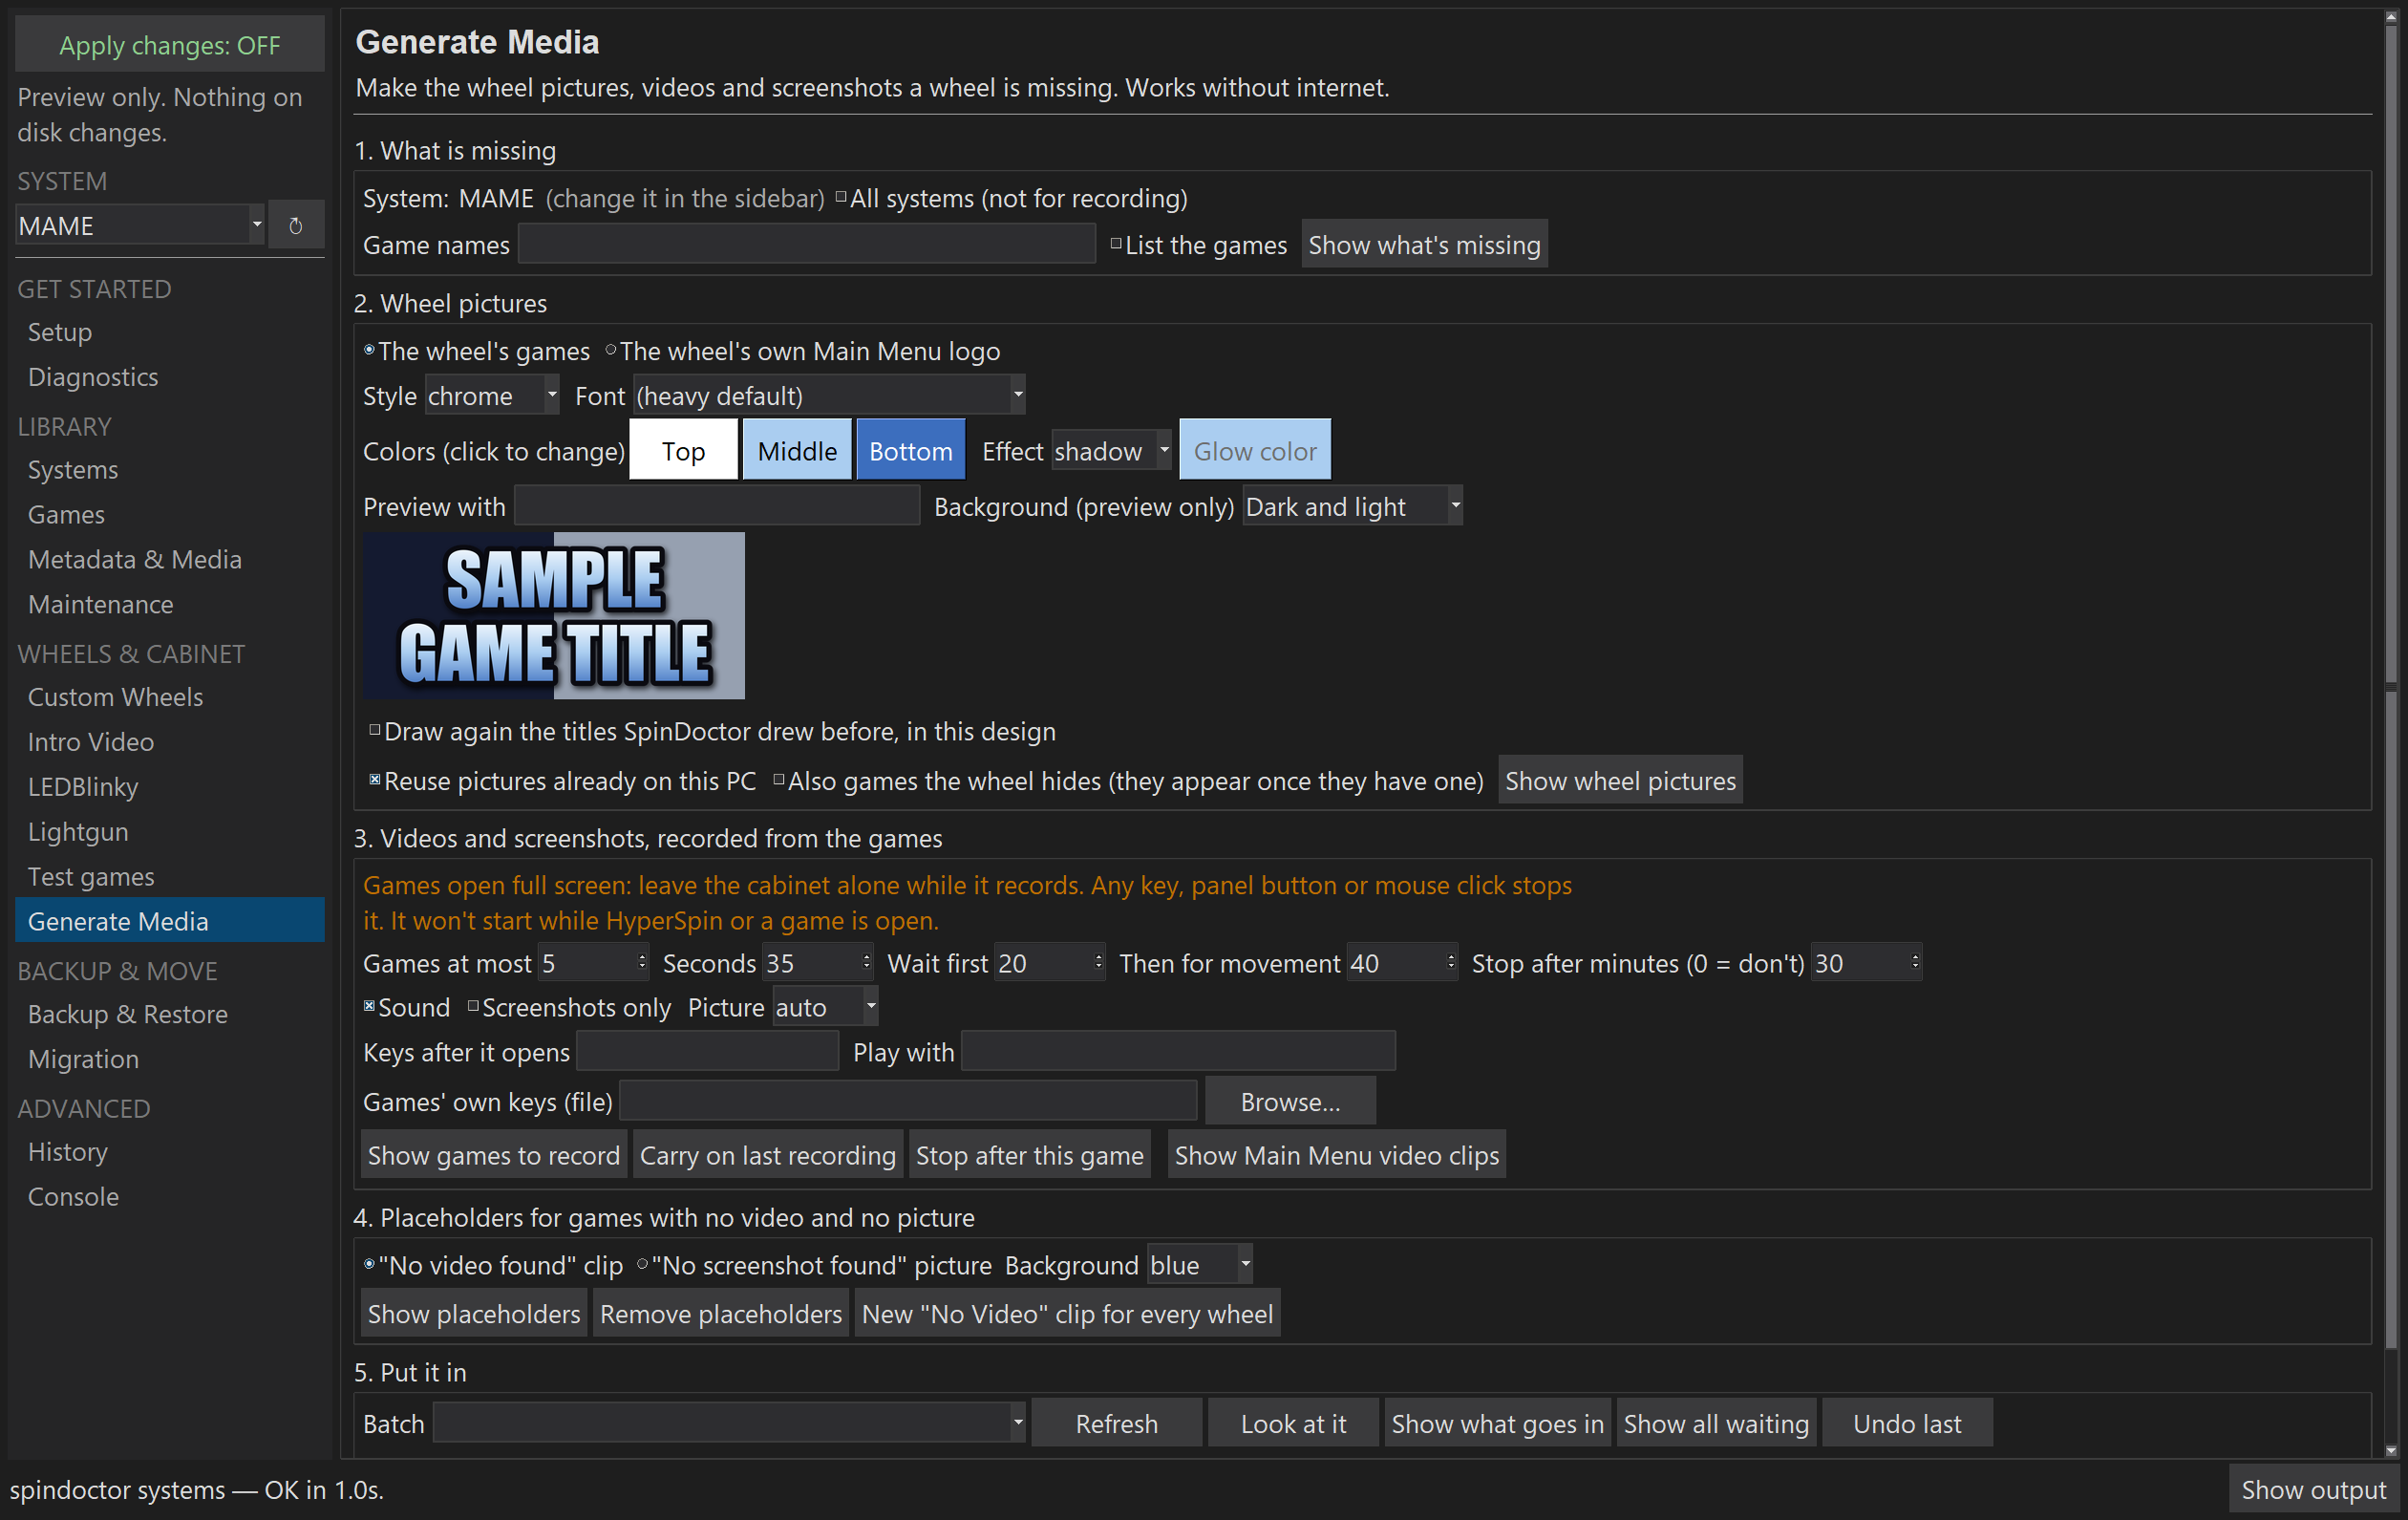 Apply changes: OFF
Preview only. Nothing on
disk changes.
SYSTEM
MAME
GET STARTED
Setup
Diagnostics
LIBRARY
Systems
Games
Metadata & Media
Maintenance
WHEELS & CABINET
Custom Wheels
Intro Video
LEDBlinky
Lightgun
Test games
Generate Media
BACKUP & MOVE
Backup & Restore
Migration
ADVANCED
History
Console
Generate Media
Make the wheel pictures, videos and screenshots a wheel is missing. Works without internet.
1. What is missing
System: MAME (change it in the sidebar) All systems (not for recording)
Game names List the games Show what's missing
2. Wheel pictures
The wheel's games The wheel's own Main Menu logo
Style chrome Font (heavy default)
Colors (click to change) Top Middle Bottom Effect shadow Glow color
Preview with Background (preview only) Dark and light
SAMPLE
GAME TITLE
Draw again the titles SpinDoctor drew before, in this design
Reuse pictures already on this PC Also games the wheel hides (they appear once they have one) Show wheel pictures
3. Videos and screenshots, recorded from the games
Games open full screen: leave the cabinet alone while it records. Any key, panel button or mouse click stops
it. It won't start while HyperSpin or a game is open.
Games at most 5 Seconds 35 Wait first 20 Then for movement 40 Stop after minutes (0 = don't) 30
Sound Screenshots only Picture auto
Keys after it opens Play with
Games' own keys (file) Browse...
Show games to record Carry on last recording Stop after this game Show Main Menu video clips
4. Placeholders for games with no video and no picture
"No video found" clip "No screenshot found" picture Background blue
Show placeholders Remove placeholders New "No Video" clip for every wheel
5. Put it in
Batch Refresh Look at it Show what goes in Show all waiting Undo last
spindoctor systems — OK in 1.0s.
Show output